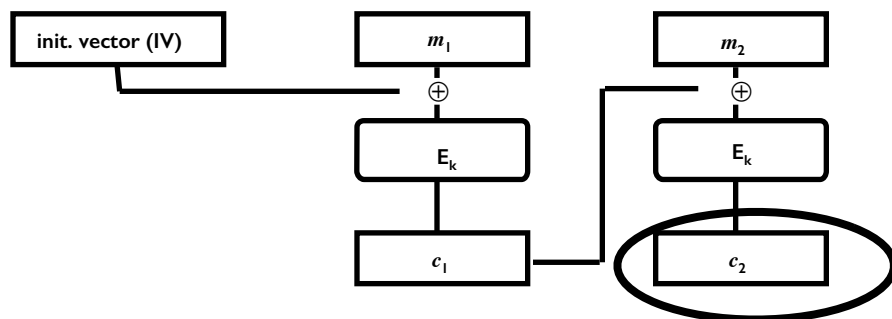 init. vector (IV) m₁ m₂
⊕ ⊕
Eₖ Eₖ
c₁ c₂